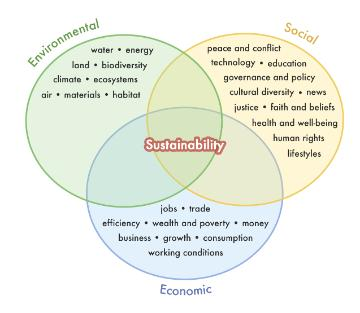 Environmental
water • energy
land • biodiversity
climate • ecosystems
air • materials • habitat
Social
peace and conflict
technology • education
governance and policy
cultural diversity • news
justice • faith and beliefs
health and well-being
human rights
lifestyles
Sustainability
jobs • trade
efficiency • wealth and poverty • money
business • growth • consumption
working conditions
Economic